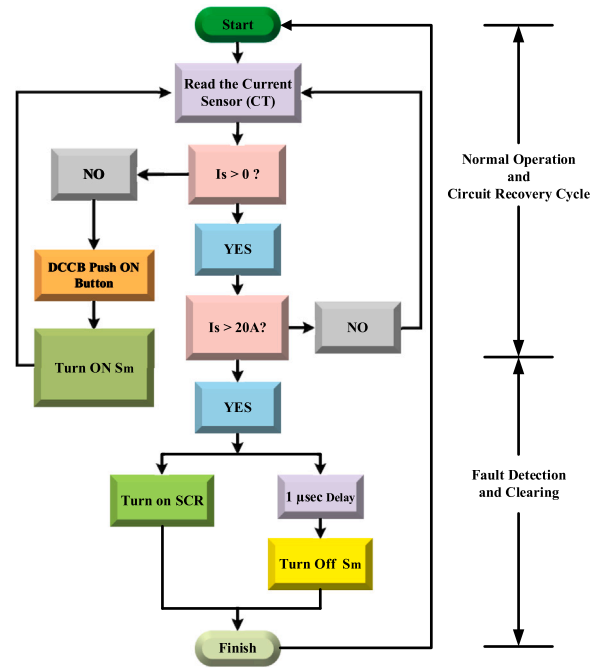 Start
Read the Current
Sensor (CT)
Is > 0 ?
NO
YES
DCCB Push ON
Button
Is > 20A?
NO
Turn ON Sm
YES
Turn on SCR
1 µsec Delay
Turn Off Sm
Finish
Normal Operation
and
Circuit Recovery Cycle
Fault Detection
and Clearing